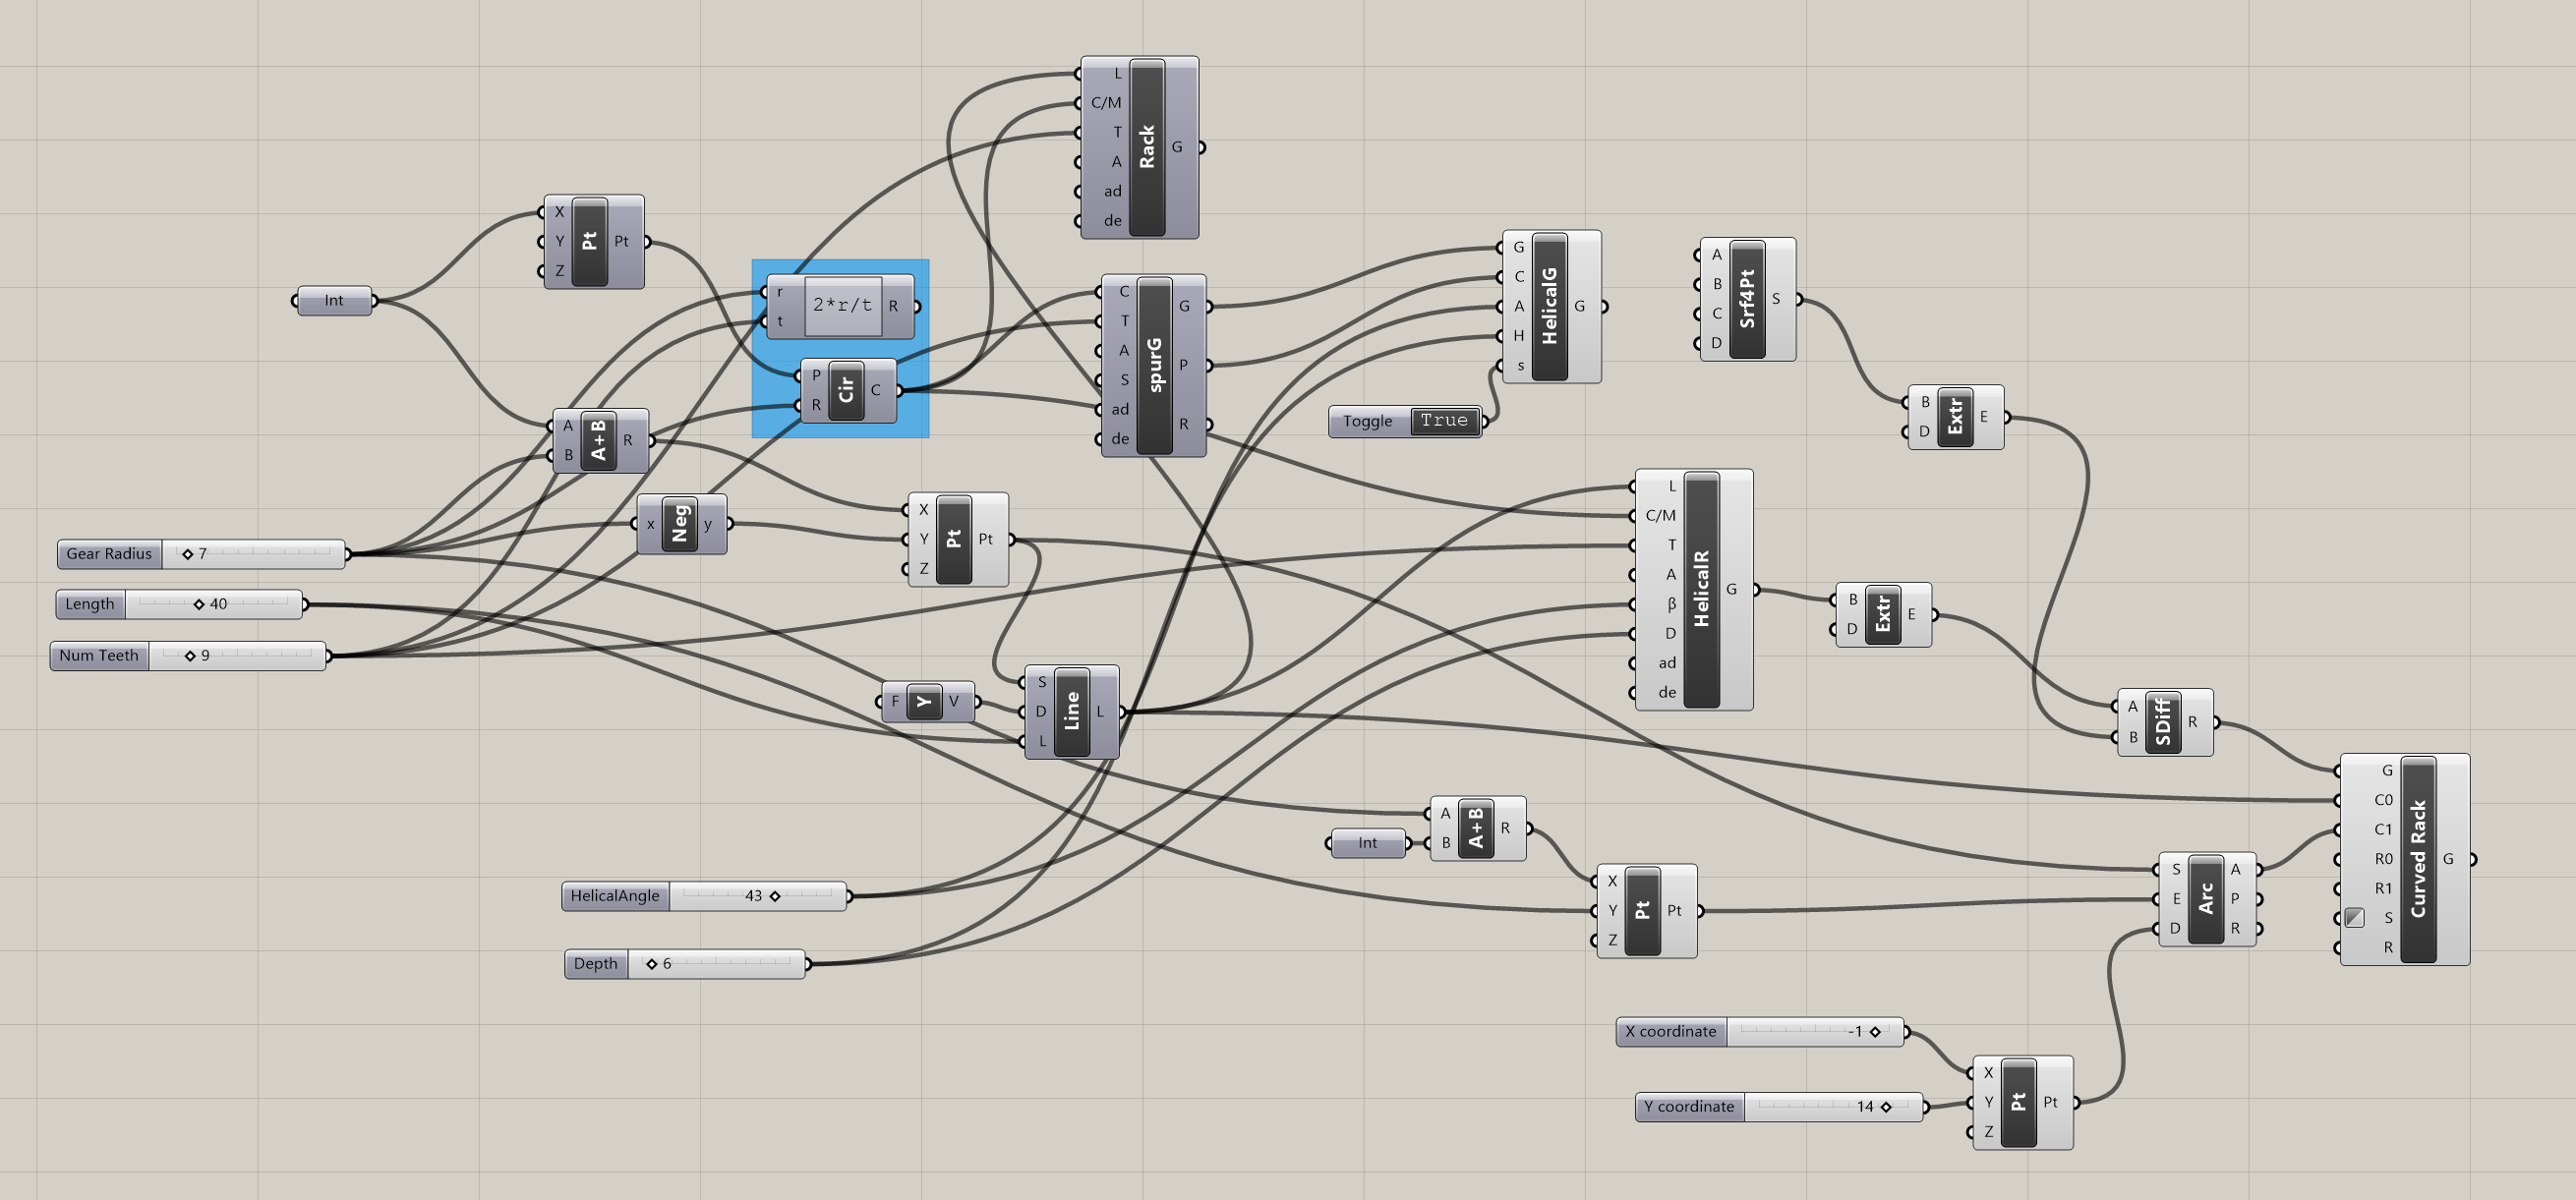 L
C/M
T
A
ad
de
Rack
G
X
Y
Z
Pt
Pt
Int
r
t
2*r/t
R
P
R
Cir
C
C
T
A
S
ad
de
spurG
G
P
R
G
C
A
H
s
HelicalG
G
A
B
C
D
Srf4Pt
S
Toggle True
B
D
Extr
E
A
B
A+B
R
x
Neg
y
X
Y
Z
Pt
Pt
Gear Radius 7
Length 40
Num Teeth 9
L
C/M
T
A
β
D
ad
de
HelicalR
G
B
D
Extr
E
F
Y
V
S
D
L
Line
L
A
B
SDiff
R
G
C0
C1
R0
R1
S
R
Curved Rack
G
A
B
A+B
R
Int
X
Y
Z
Pt
Pt
S
E
D
Arc
A
P
R
HelicalAngle 43
Depth 6
X coordinate -1
Y coordinate 14
X
Y
Z
Pt
Pt